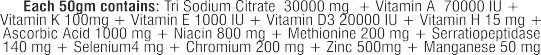 Each 50gm contains: Tri Sodium Citrate 30000 mg + Vitamin A 70000 IU +
Vitamin K 100mg + Vitamin E 1000 IU + Vitamin D3 20000 IU + Vitamin H 15 mg +
Ascorbic Acid 1000 mg + Niacin 800 mg + Methionine 200 mg + Serratiopeptidase
140 mg + Selenium4 mg + Chromium 200 mg + Zinc 500mg + Manganese 50 mg